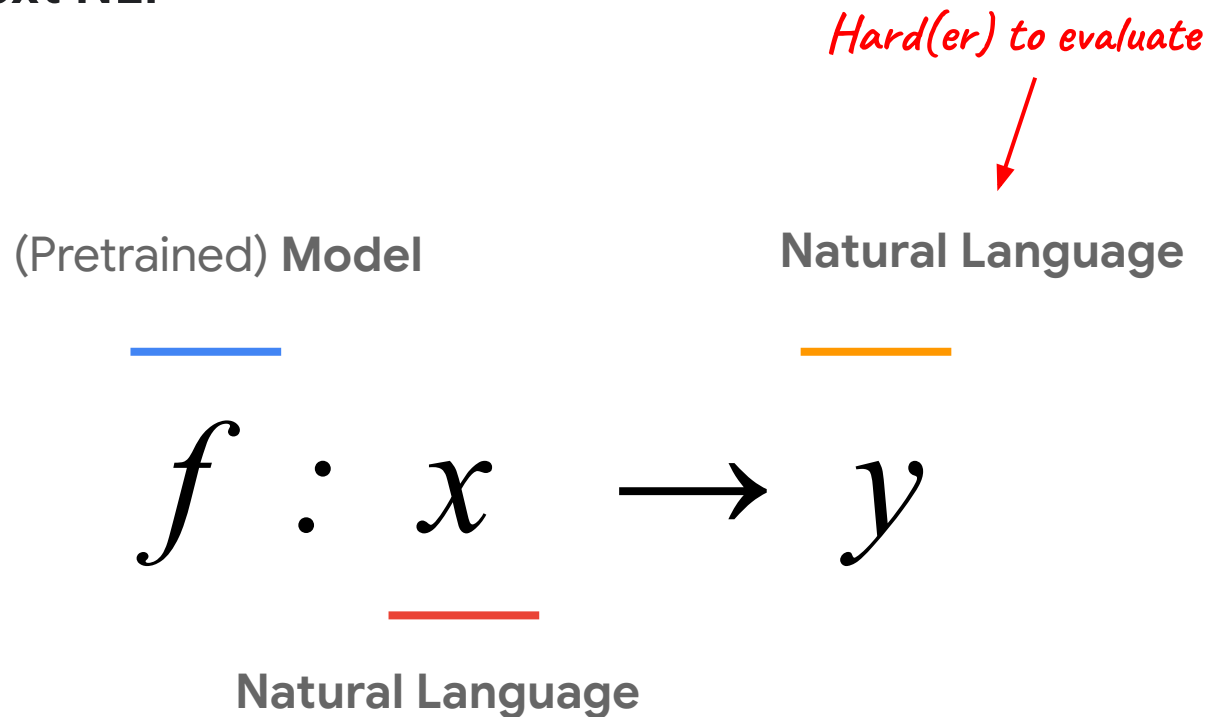 Hard(er) to evaluate
(Pretrained) Model
Natural Language
f : x → y
Natural Language